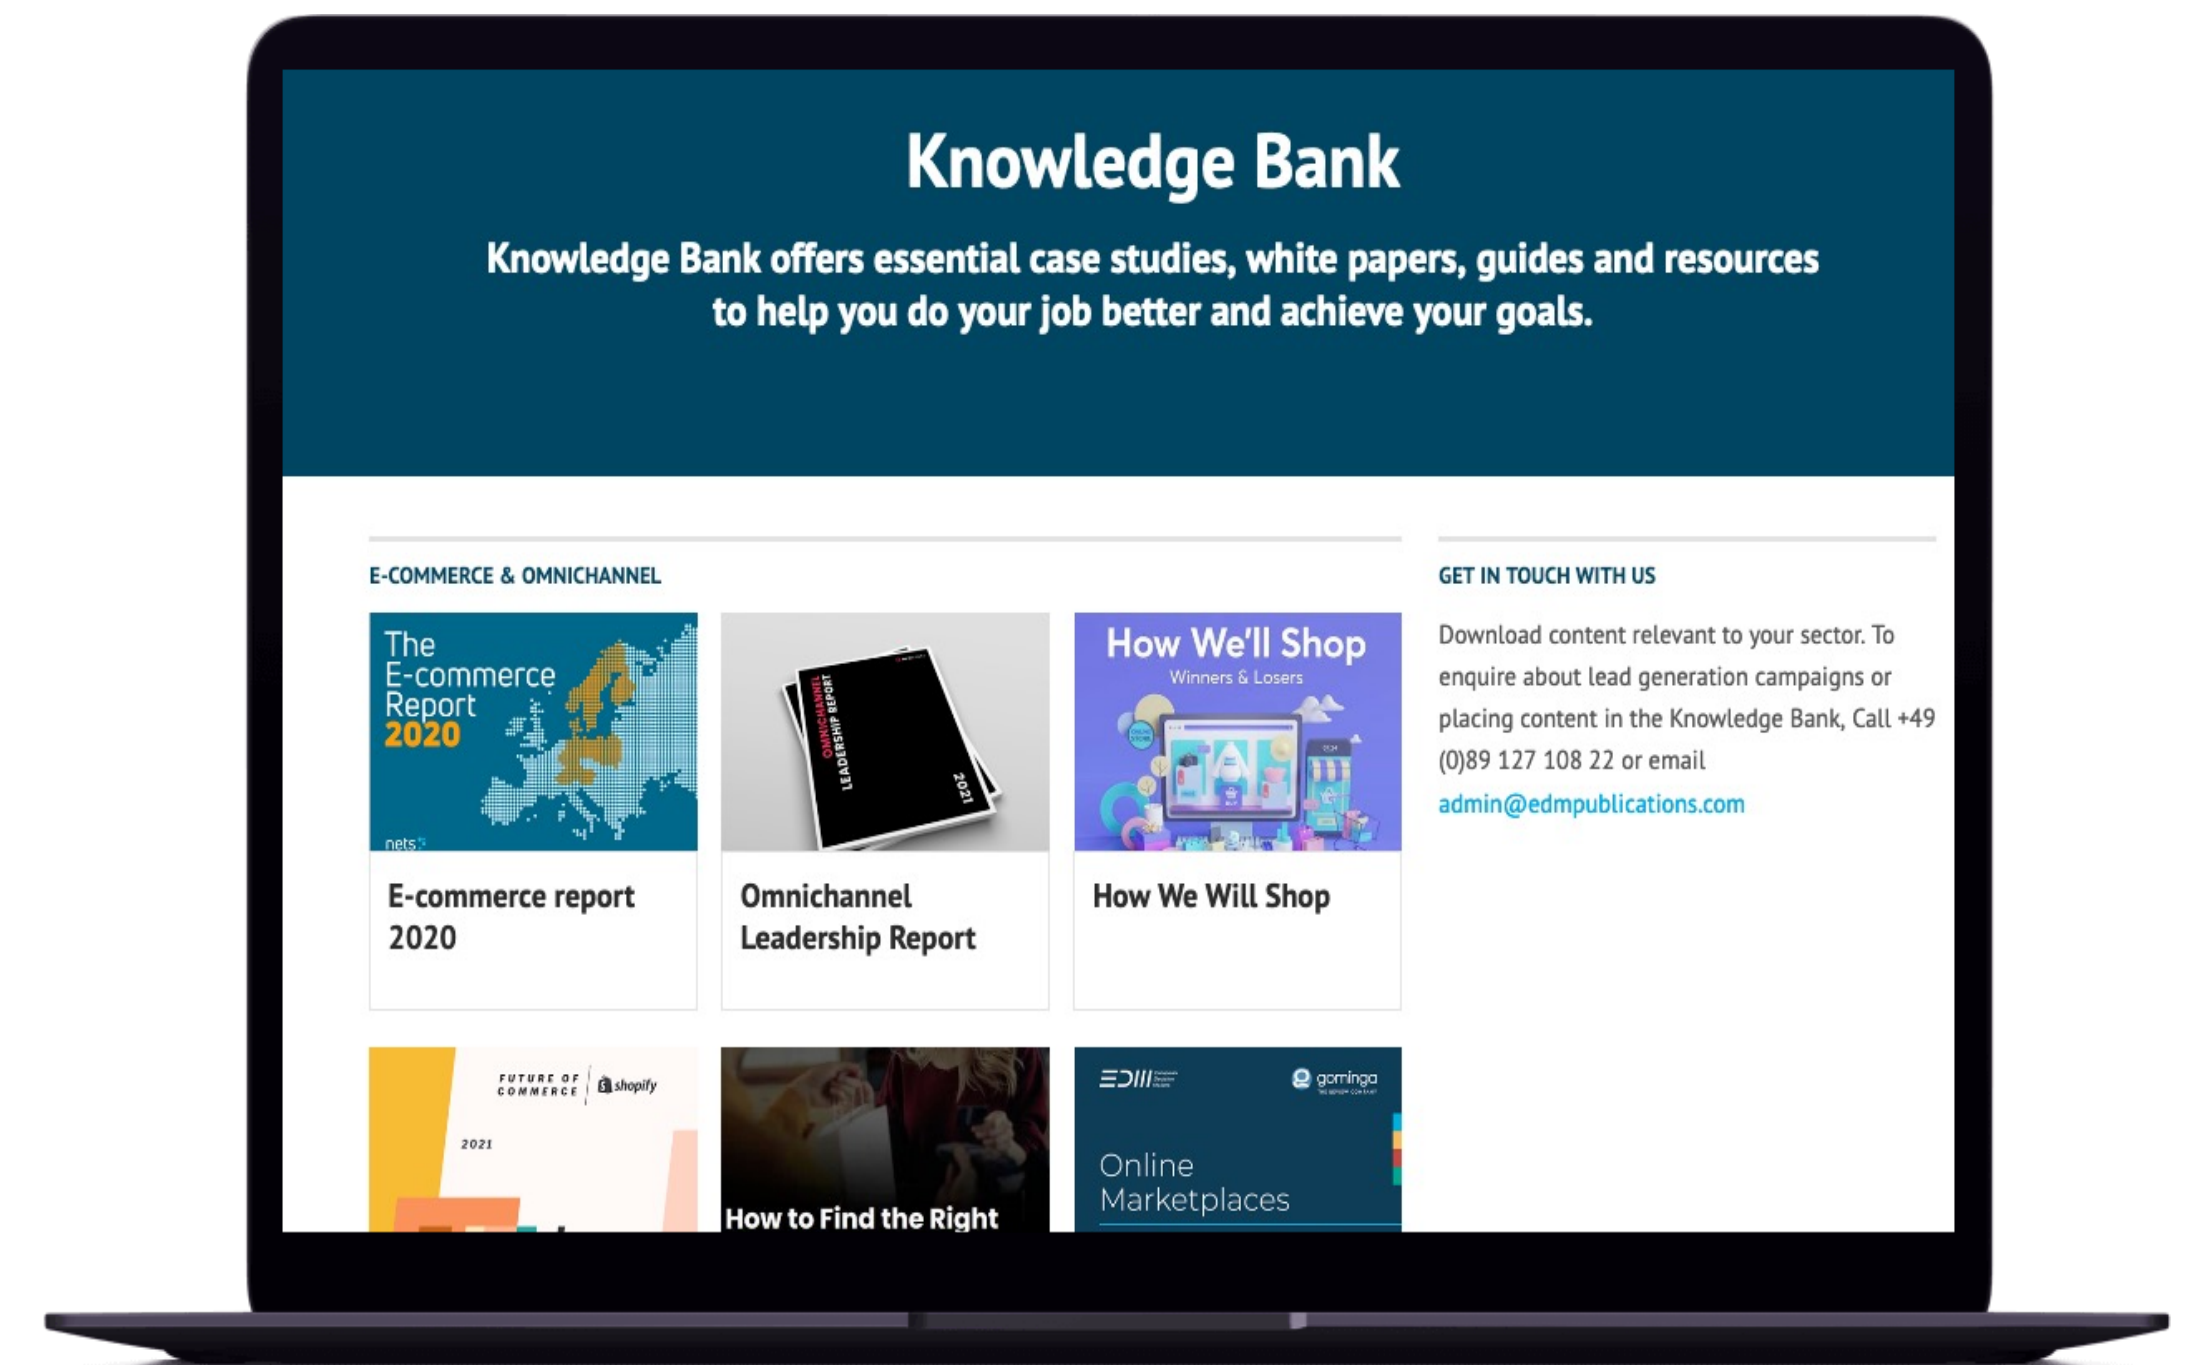 Knowledge Bank
Knowledge Bank offers essential case studies, white papers, guides and resources
to help you do your job better and achieve your goals.
E-COMMERCE & OMNICHANNEL
The
E-commerce
Report
2020
nets
E-commerce report
2020
OMNICHANNEL
LEADERSHIP REPORT
2021
Omnichannel
Leadership Report
How We'll Shop
Winners & Losers
How We Will Shop
GET IN TOUCH WITH US
Download content relevant to your sector. To
enquire about lead generation campaigns or
placing content in the Knowledge Bank, Call +49
(0)89 127 108 22 or email
admin@edmpublications.com
FUTURE OF
COMMERCE
shopify
2021
How to Find the Right
EDM
gominga
THE REVIEW COMPANY
Online
Marketplaces